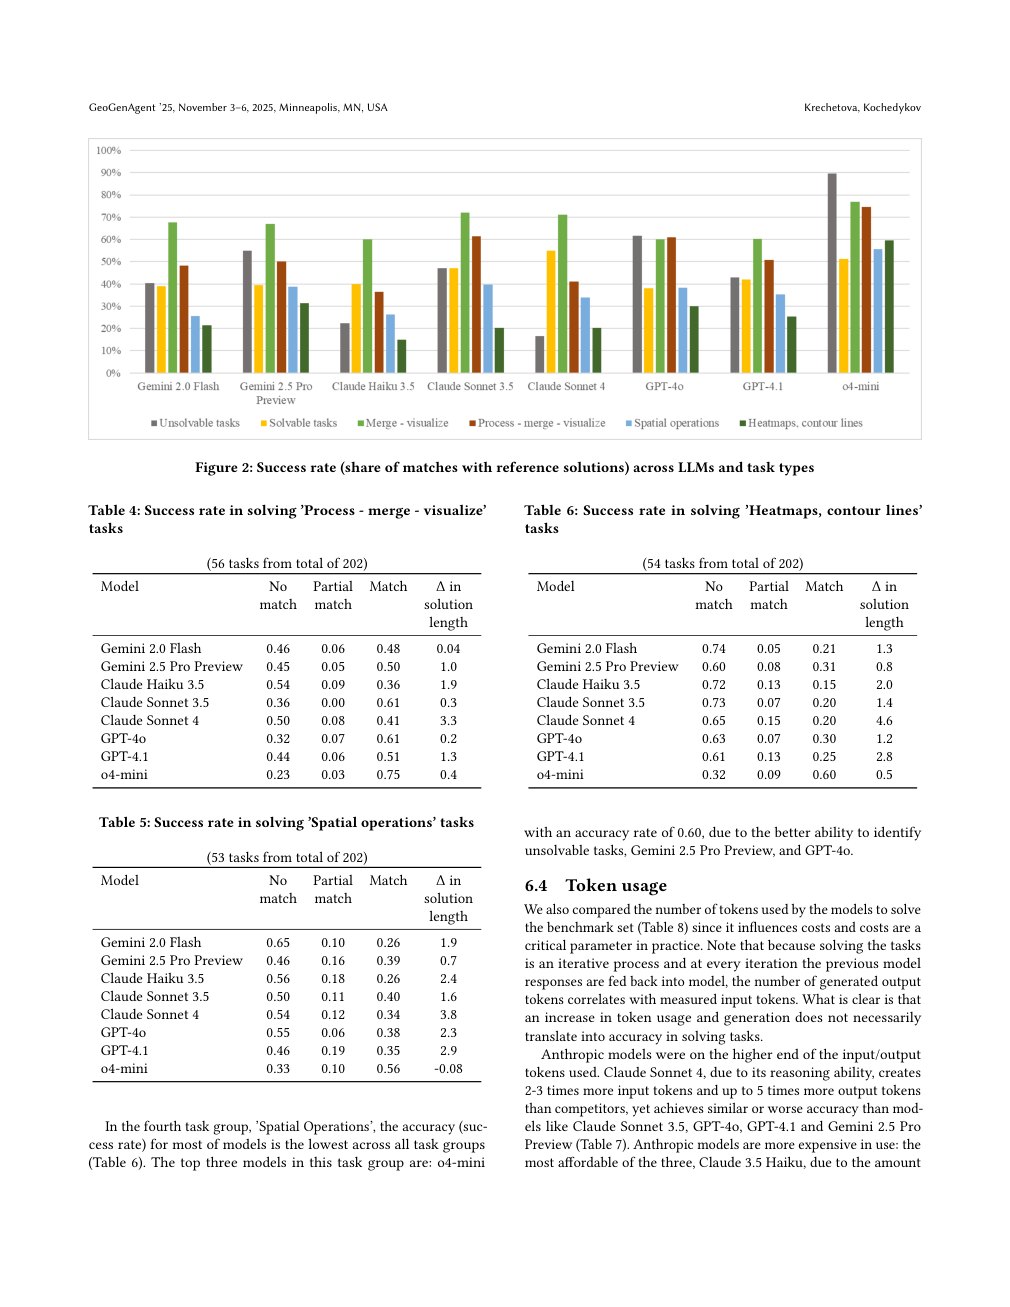 GeoGenAgent ’25, November 3–6, 2025, Minneapolis, MN, USA
Krechetova, Kochedykov
100%
90%
80%
70%
60%
50%
40%
30%
20%
10%
0%
Gemini 2.0 Flash
Gemini 2.5 Pro
Preview
Claude Haiku 3.5
Claude Sonnet 3.5
Claude Sonnet 4
GPT-4o
GPT-4.1
o4-mini
Unsolvable tasks
Solvable tasks
Merge - visualize
Process - merge - visualize
Spatial operations
Heatmaps, contour lines
Figure 2: Success rate (share of matches with reference solutions) across LLMs and task types
Table 4: Success rate in solving ’Process - merge - visualize’
tasks
(56 tasks from total of 202)
Model No Partial Match Δ in
match match solution
length
Gemini 2.0 Flash 0.46 0.06 0.48 0.04
Gemini 2.5 Pro Preview 0.45 0.05 0.50 1.0
Claude Haiku 3.5 0.54 0.09 0.36 1.9
Claude Sonnet 3.5 0.36 0.00 0.61 0.3
Claude Sonnet 4 0.50 0.08 0.41 3.3
GPT-4o 0.32 0.07 0.61 0.2
GPT-4.1 0.44 0.06 0.51 1.3
o4-mini 0.23 0.03 0.75 0.4
Table 5: Success rate in solving ’Spatial operations’ tasks
(53 tasks from total of 202)
Model No Partial Match Δ in
match match solution
length
Gemini 2.0 Flash 0.65 0.10 0.26 1.9
Gemini 2.5 Pro Preview 0.46 0.16 0.39 0.7
Claude Haiku 3.5 0.56 0.18 0.26 2.4
Claude Sonnet 3.5 0.50 0.11 0.40 1.6
Claude Sonnet 4 0.54 0.12 0.34 3.8
GPT-4o 0.55 0.06 0.38 2.3
GPT-4.1 0.46 0.19 0.35 2.9
o4-mini 0.33 0.10 0.56 -0.08
In the fourth task group, ’Spatial Operations’, the accuracy (suc-
cess rate) for most of models is the lowest across all task groups
(Table 6). The top three models in this task group are: o4-mini
Table 6: Success rate in solving ’Heatmaps, contour lines’
tasks
(54 tasks from total of 202)
Model No Partial Match Δ in
match match solution
length
Gemini 2.0 Flash 0.74 0.05 0.21 1.3
Gemini 2.5 Pro Preview 0.60 0.08 0.31 0.8
Claude Haiku 3.5 0.72 0.13 0.15 2.0
Claude Sonnet 3.5 0.73 0.07 0.20 1.4
Claude Sonnet 4 0.65 0.15 0.20 4.6
GPT-4o 0.63 0.07 0.30 1.2
GPT-4.1 0.61 0.13 0.25 2.8
o4-mini 0.32 0.09 0.60 0.5
with an accuracy rate of 0.60, due to the better ability to identify
unsolvable tasks, Gemini 2.5 Pro Preview, and GPT-4o.
6.4 Token usage
We also compared the number of tokens used by the models to solve
the benchmark set (Table 8) since it influences costs and costs are a
critical parameter in practice. Note that because solving the tasks
is an iterative process and at every iteration the previous model
responses are fed back into model, the number of generated output
tokens correlates with measured input tokens. What is clear is that
an increase in token usage and generation does not necessarily
translate into accuracy in solving tasks.
Anthropic models were on the higher end of the input/output
tokens used. Claude Sonnet 4, due to its reasoning ability, creates
2-3 times more input tokens and up to 5 times more output tokens
than competitors, yet achieves similar or worse accuracy than mod-
els like Claude Sonnet 3.5, GPT-4o, GPT-4.1 and Gemini 2.5 Pro
Preview (Table 7). Anthropic models are more expensive in use: the
most affordable of the three, Claude 3.5 Haiku, due to the amount